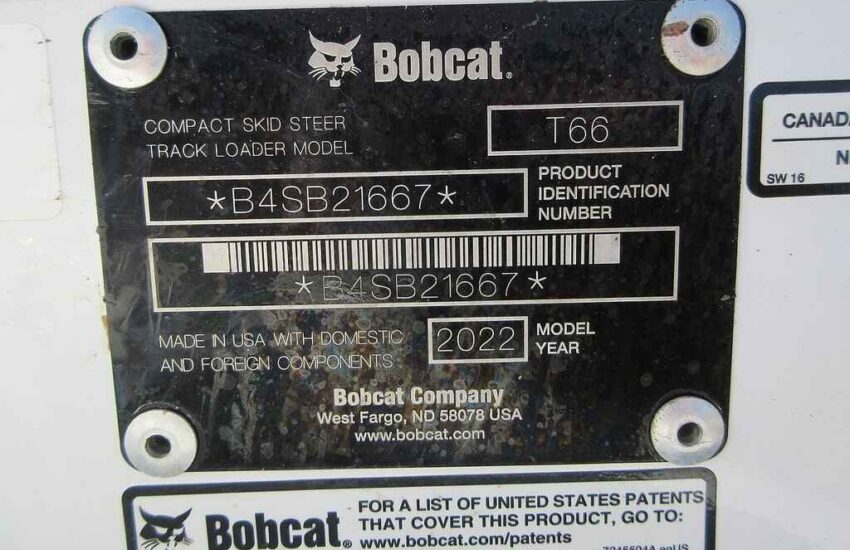 Bobcat.
COMPACT SKID STEER
TRACK LOADER MODEL
T66
*B4SB21667*
PRODUCT
IDENTIFICATION
NUMBER
*B4SB21667*
MADE IN USA WITH DOMESTIC
AND FOREIGN COMPONENTS
2022
MODEL
YEAR
Bobcat Company
West Fargo, ND 58078 USA
www.bobcat.com
CANADA
N
SW 16
Bobcat.
FOR A LIST OF UNITED STATES PATENTS
THAT COVER THIS PRODUCT, GO TO:
www.bobcat.com/patents